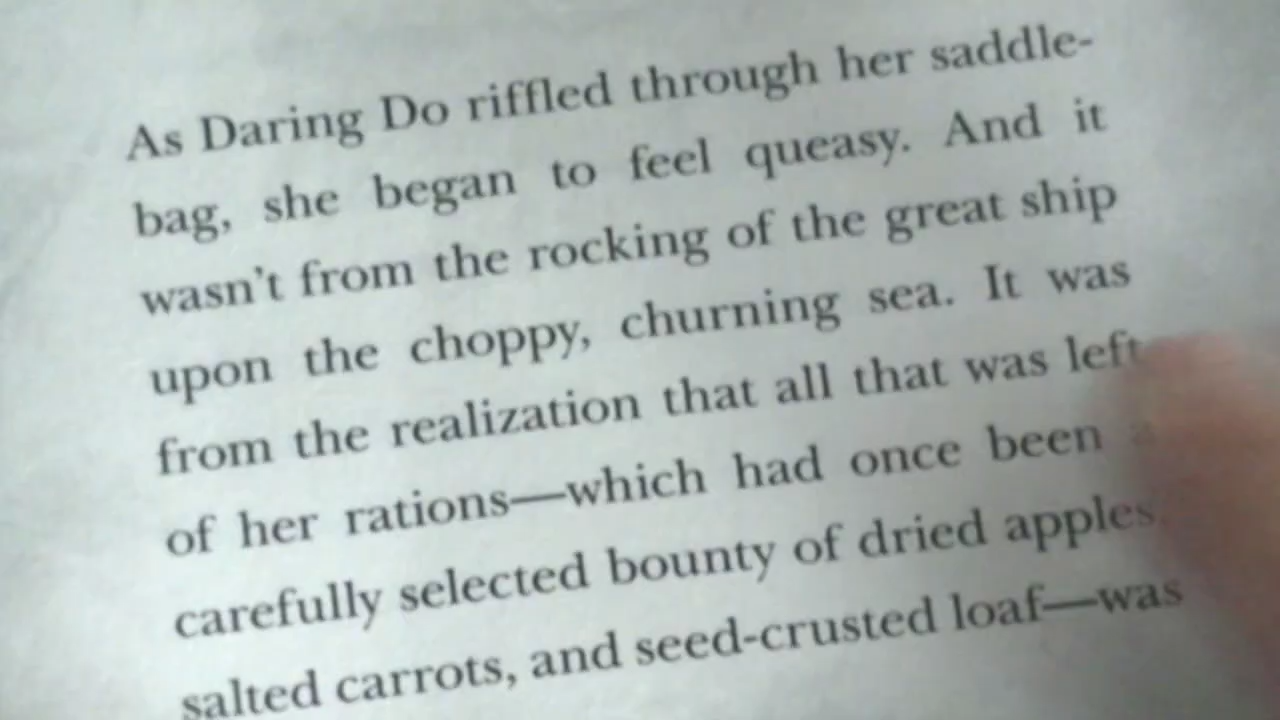 As Daring Do riffled through her saddle-
bag, she began to feel queasy. And it
wasn't from the rocking of the great ship
upon the choppy, churning sea. It was
from the realization that all that was left
of her rations—which had once been a
carefully selected bounty of dried apples,
salted carrots, and seed-crusted loaf—was